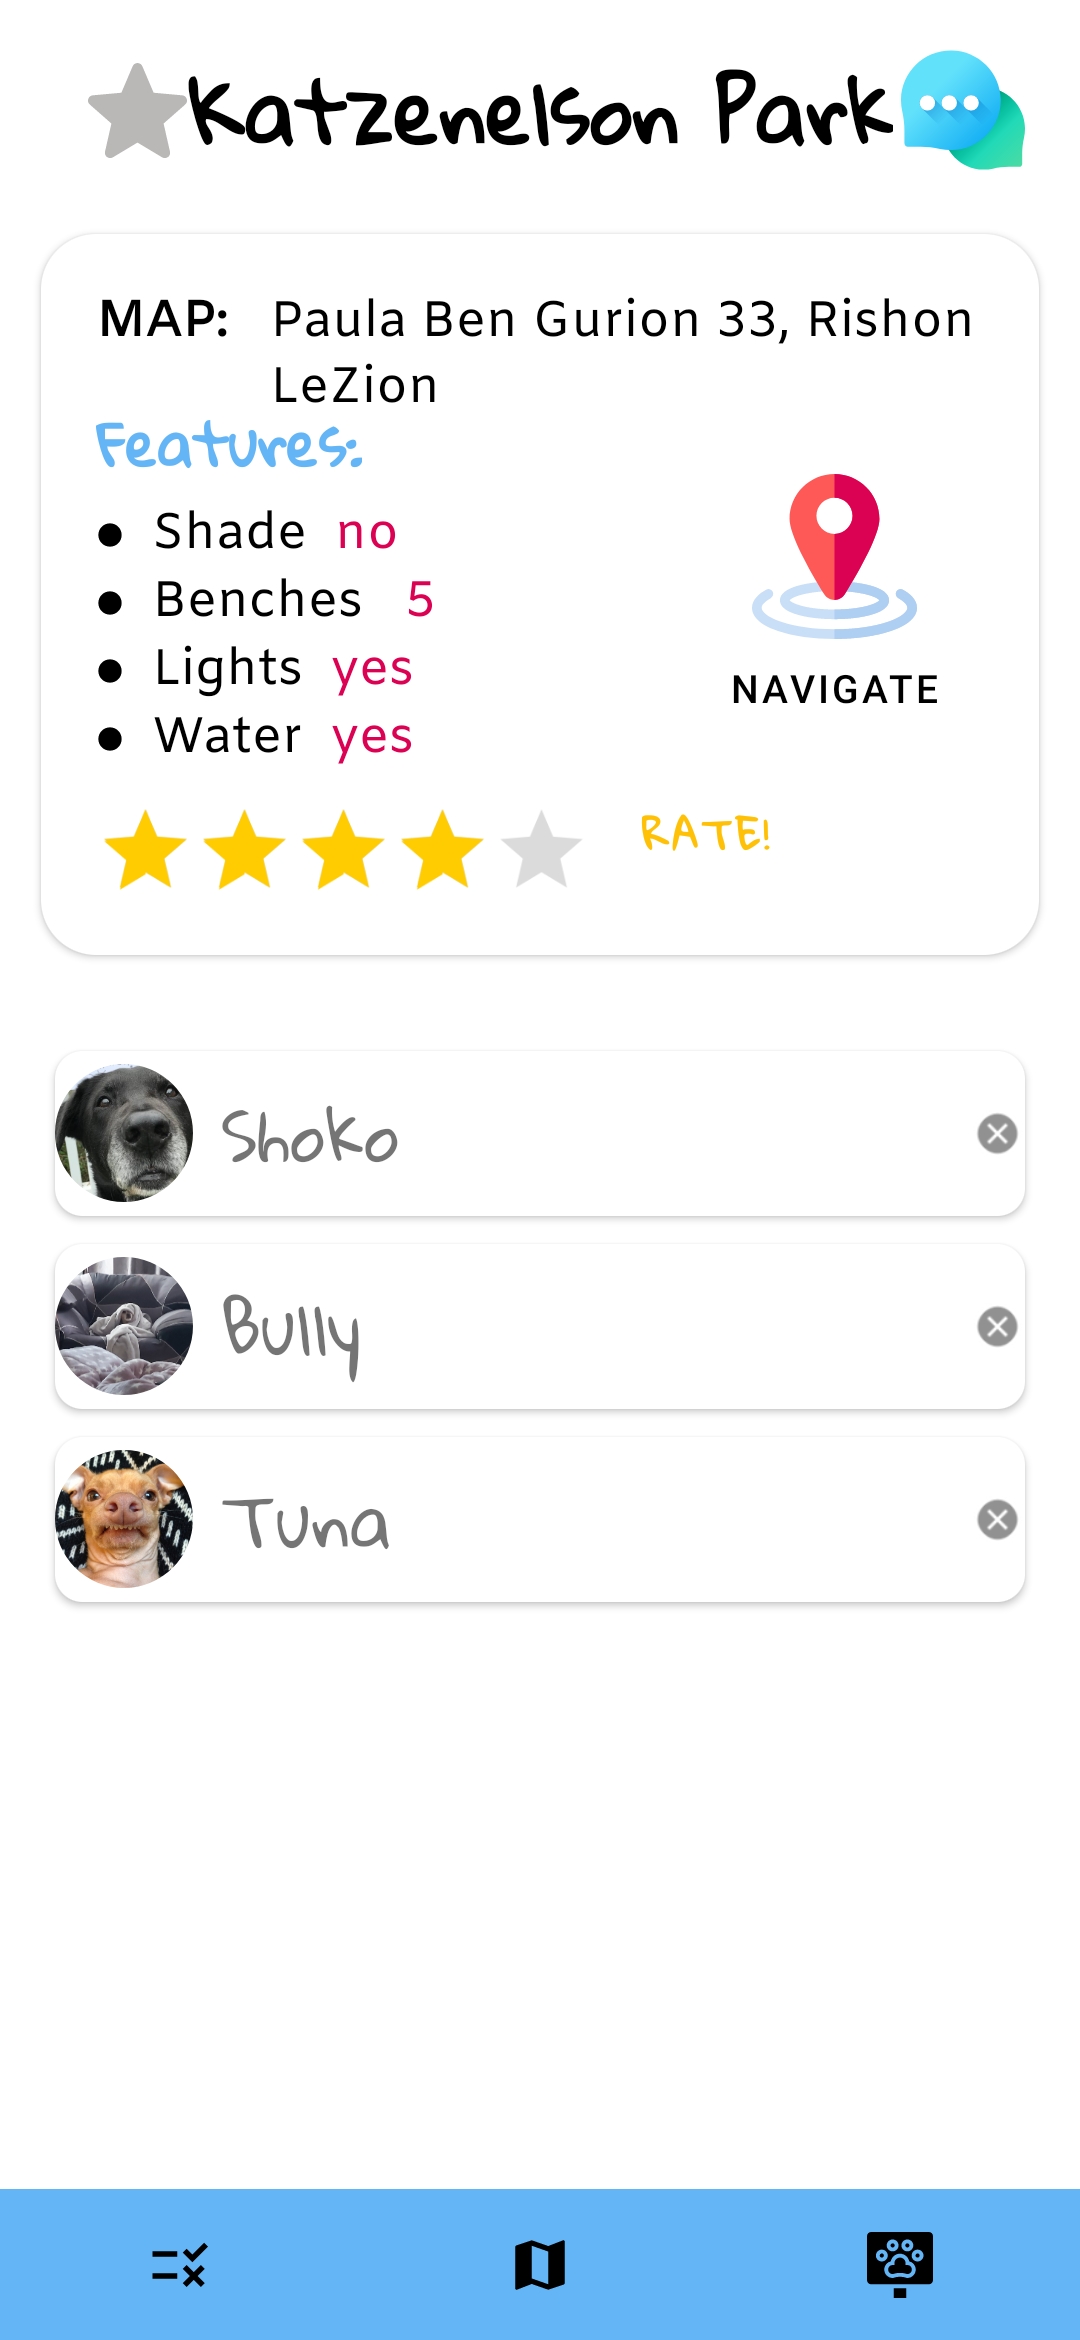 Katzenelson Park
MAP: Paula Ben Gurion 33, Rishon
LeZion
Features:
● Shade no
● Benches 5
● Lights yes
● Water yes
NAVIGATE
RATE!
Shoko
Bully
Tuna